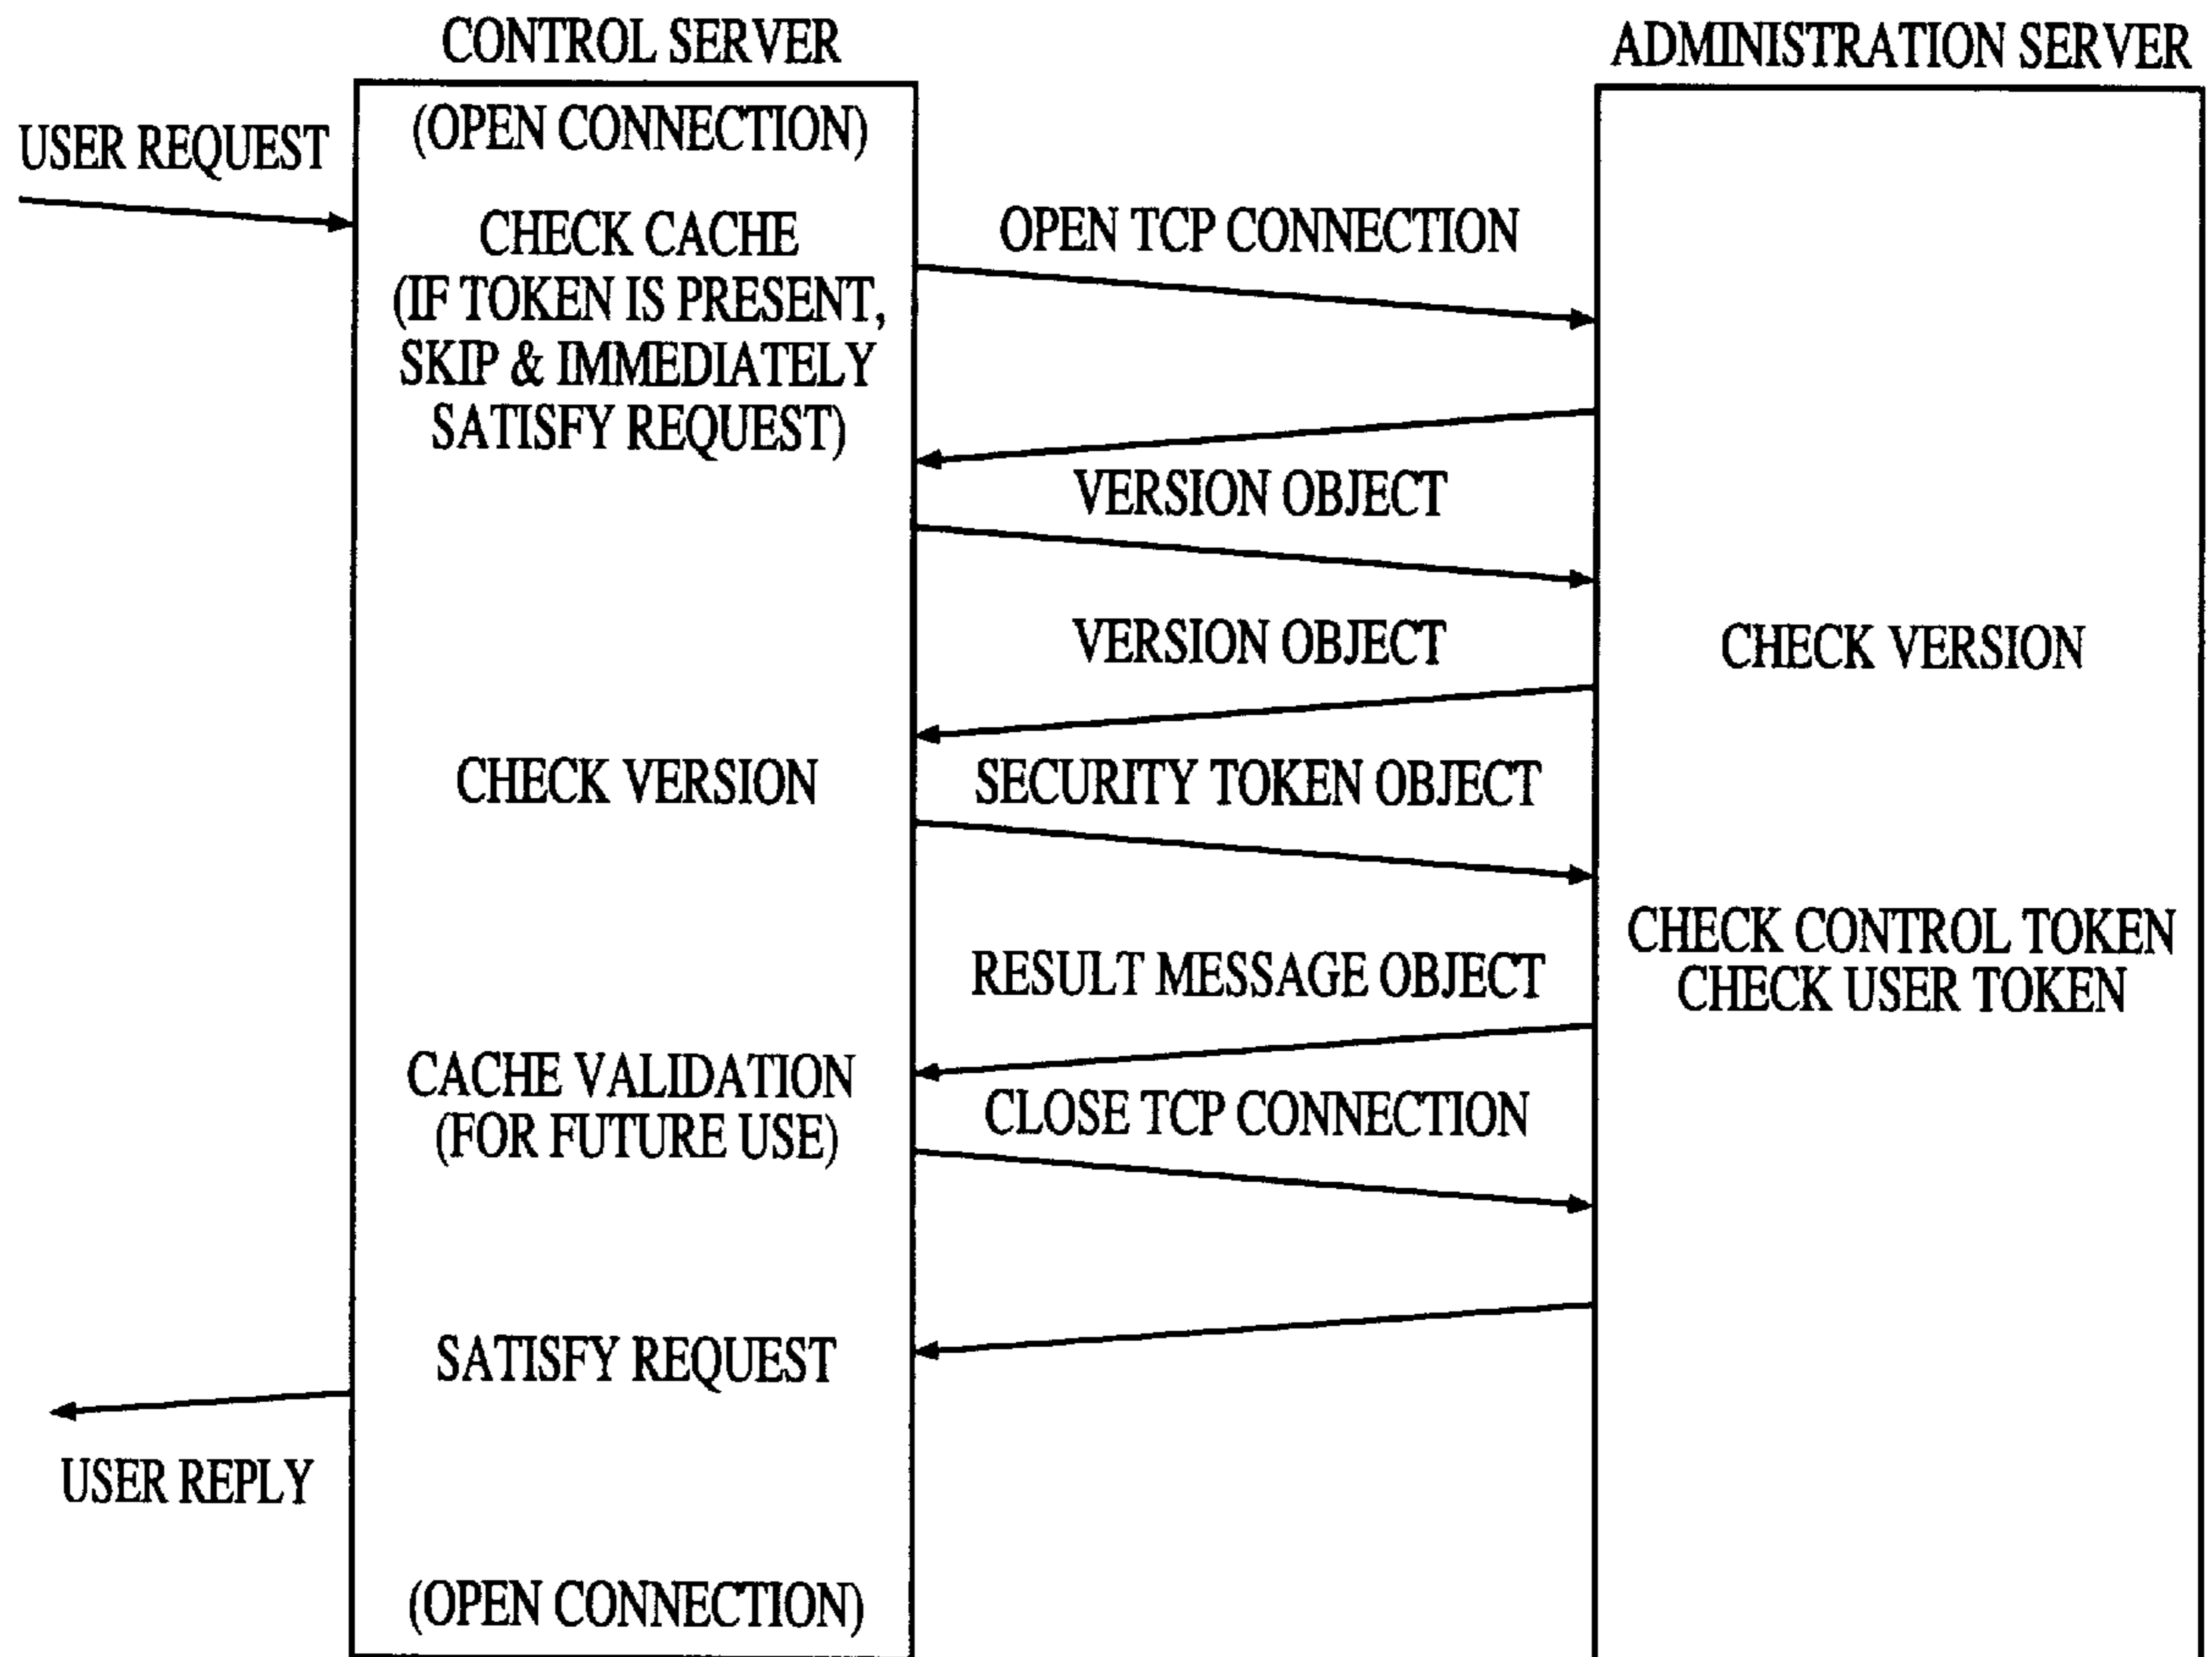 CONTROL SERVER
ADMINISTRATION SERVER
(OPEN CONNECTION)
USER REQUEST
CHECK CACHE
(IF TOKEN IS PRESENT,
SKIP & IMMEDIATELY
SATISFY REQUEST)
OPEN TCP CONNECTION
VERSION OBJECT
VERSION OBJECT
CHECK VERSION
CHECK VERSION
SECURITY TOKEN OBJECT
CHECK CONTROL TOKEN
CHECK USER TOKEN
RESULT MESSAGE OBJECT
CACHE VALIDATION
(FOR FUTURE USE)
CLOSE TCP CONNECTION
SATISFY REQUEST
USER REPLY
(OPEN CONNECTION)